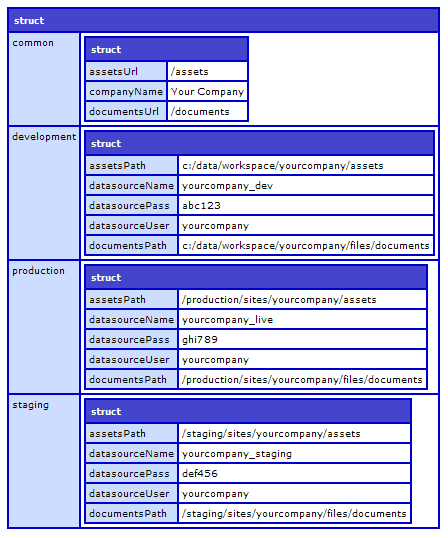 struct
common
struct
assetsUrl /assets
companyName Your Company
documentsUrl /documents
development
struct
assetsPath c:/data/workspace/yourcompany/assets
datasourceName yourcompany_dev
datasourcePass abc123
datasourceUser yourcompany
documentsPath c:/data/workspace/yourcompany/files/documents
production
struct
assetsPath /production/sites/yourcompany/assets
datasourceName yourcompany_live
datasourcePass ghi789
datasourceUser yourcompany
documentsPath /production/sites/yourcompany/files/documents
staging
struct
assetsPath /staging/sites/yourcompany/assets
datasourceName yourcompany_staging
datasourcePass def456
datasourceUser yourcompany
documentsPath /staging/sites/yourcompany/files/documents